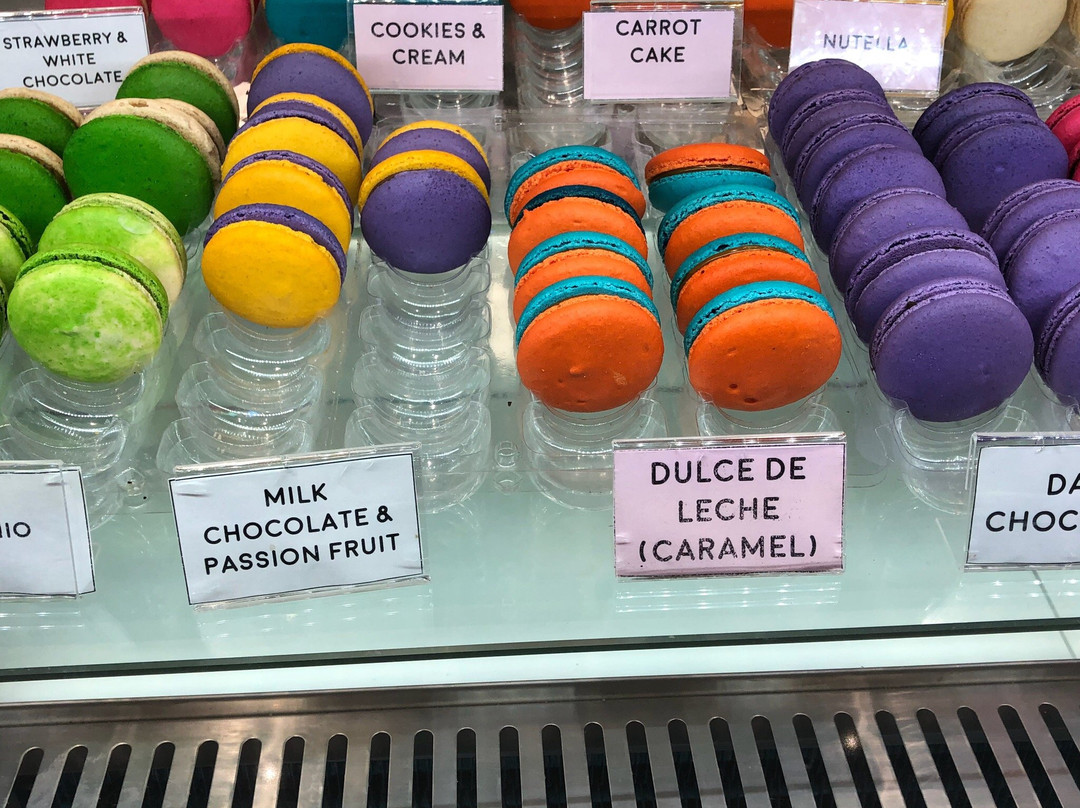 STRAWBERRY &
WHITE
CHOCOLATE
COOKIES &
CREAM
CARROT
CAKE
NUTELLA
MILK
CHOCOLATE &
PASSION FRUIT
DULCE DE
LECHE
(CARAMEL)